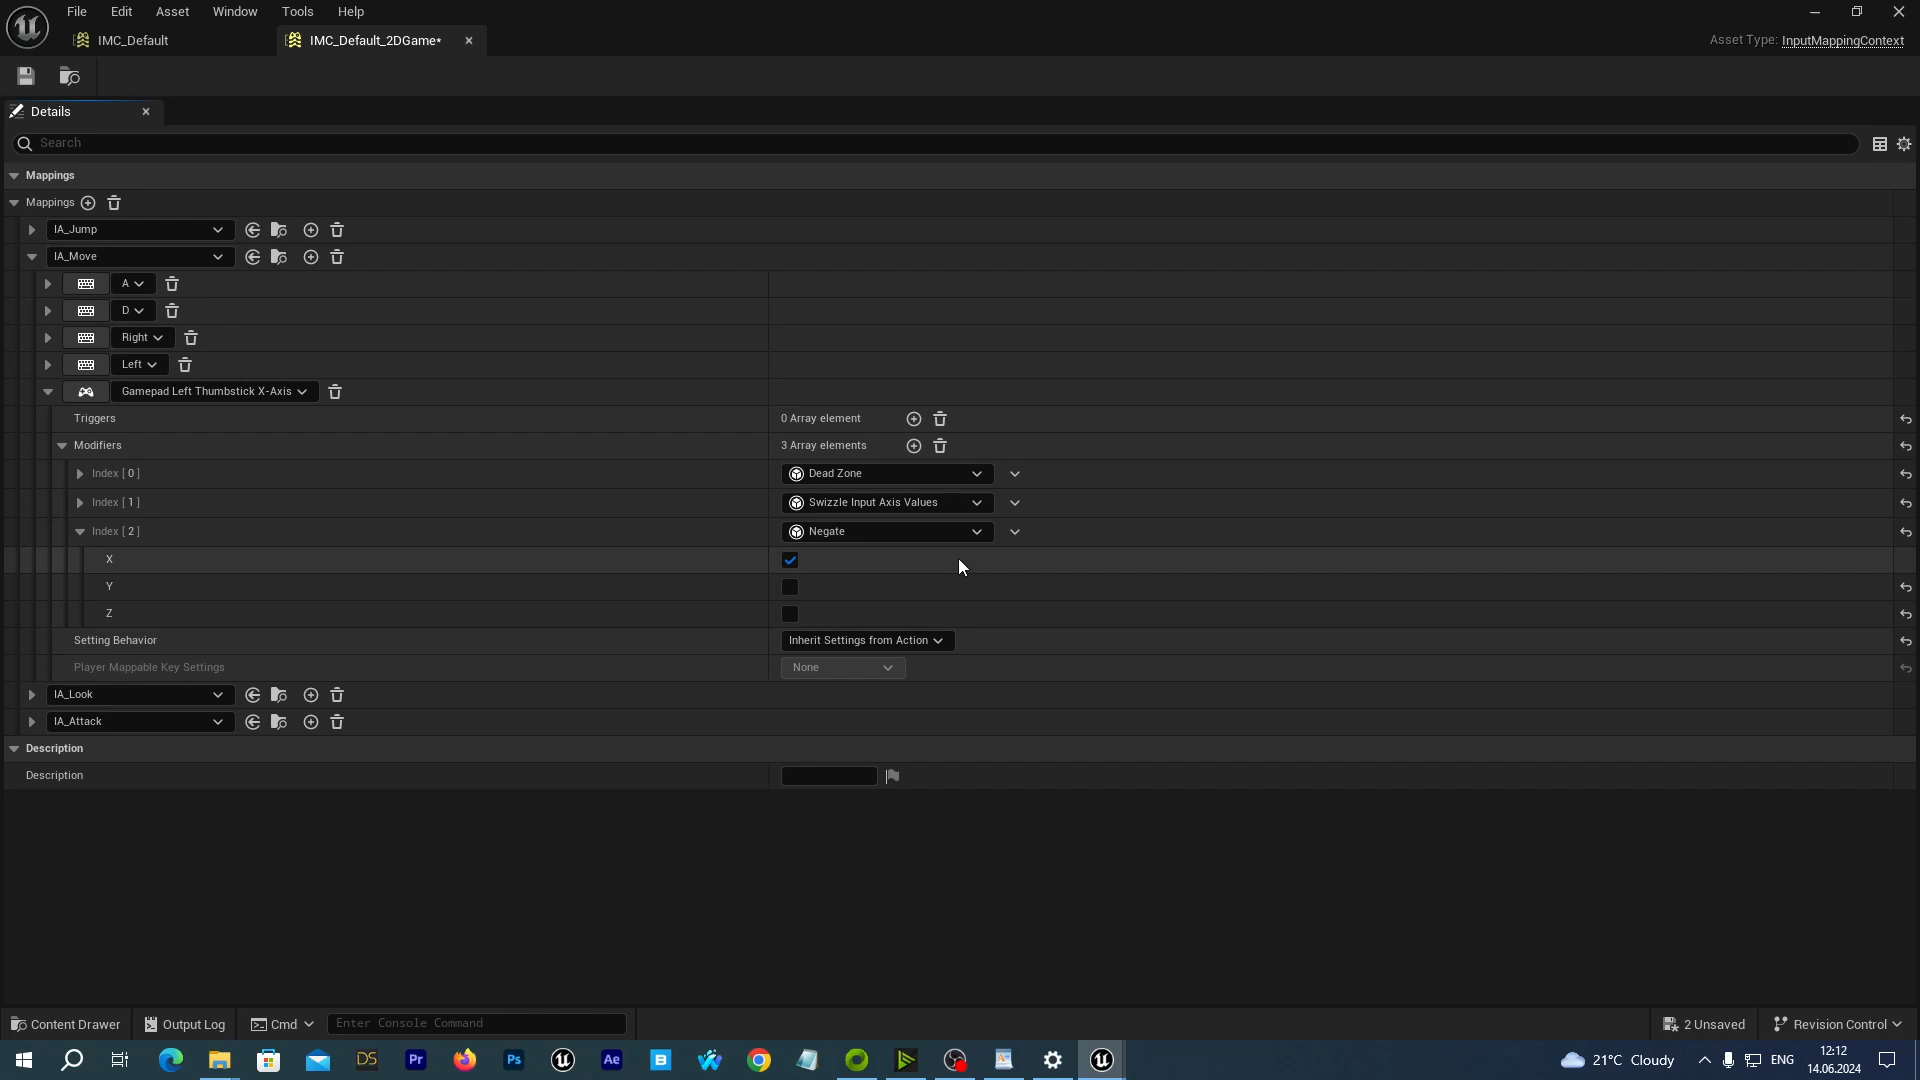 File Edit Asset Window Tools Help
IMC_Default IMC_Default_2DGame* Asset Type: InputMappingContext
Details
Search
Mappings
Mappings
IA_Jump
IA_Move
A
D
Right
Left
Gamepad Left Thumbstick X-Axis
Triggers 0 Array element
Modifiers 3 Array elements
Index [ 0 ] Dead Zone
Index [ 1 ] Swizzle Input Axis Values
Index [ 2 ] Negate
X
Y
Z
Setting Behavior Inherit Settings from Action
Player Mappable Key Settings None
IA_Look
IA_Attack
Description
Description
Content Drawer Output Log Cmd Enter Console Command 2 Unsaved Revision Control
DS Pr Ps Ae 21°C Cloudy ENG 12:12
14.06.2024